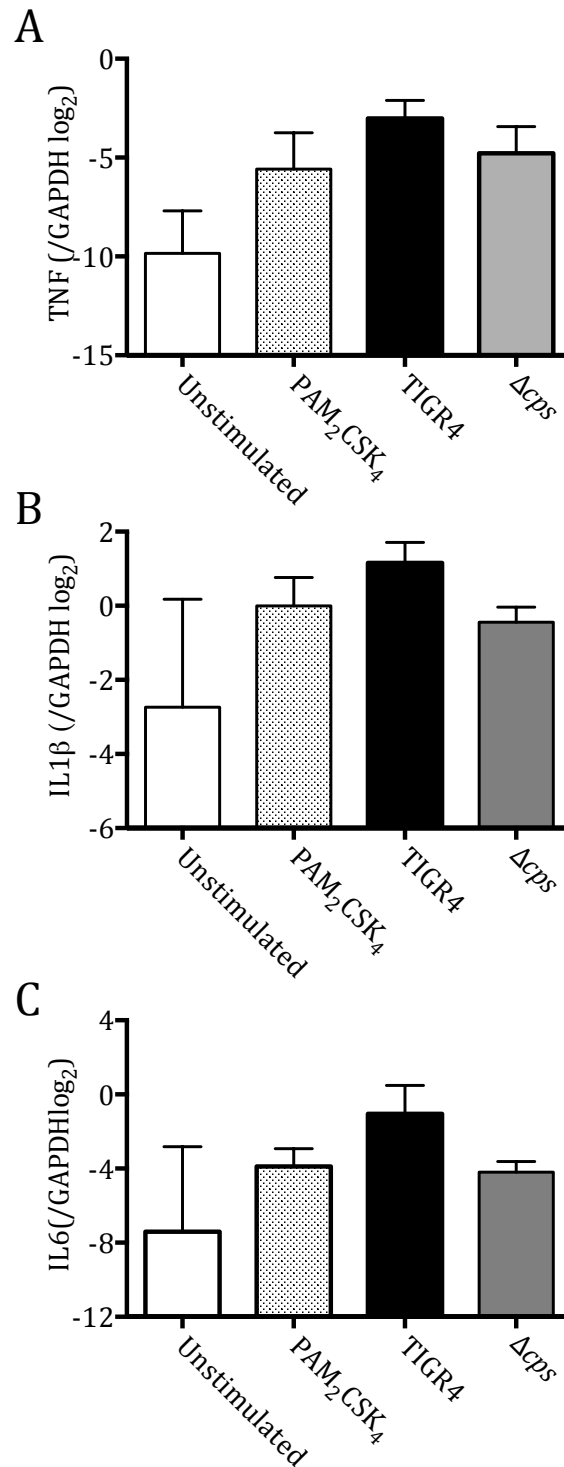 A
TNF (/GAPDH log₂)
0
-5
-10
-15
Unstimulated
PAM₂CSK₄
TIGR4
Δcps
B
IL1β (/GAPDH log₂)
2
0
-2
-4
-6
Unstimulated
PAM₂CSK₄
TIGR4
Δcps
C
IL6(/GAPDHlog₂)
4
0
-4
-8
-12
Unstimulated
PAM₂CSK₄
TIGR4
Δcps